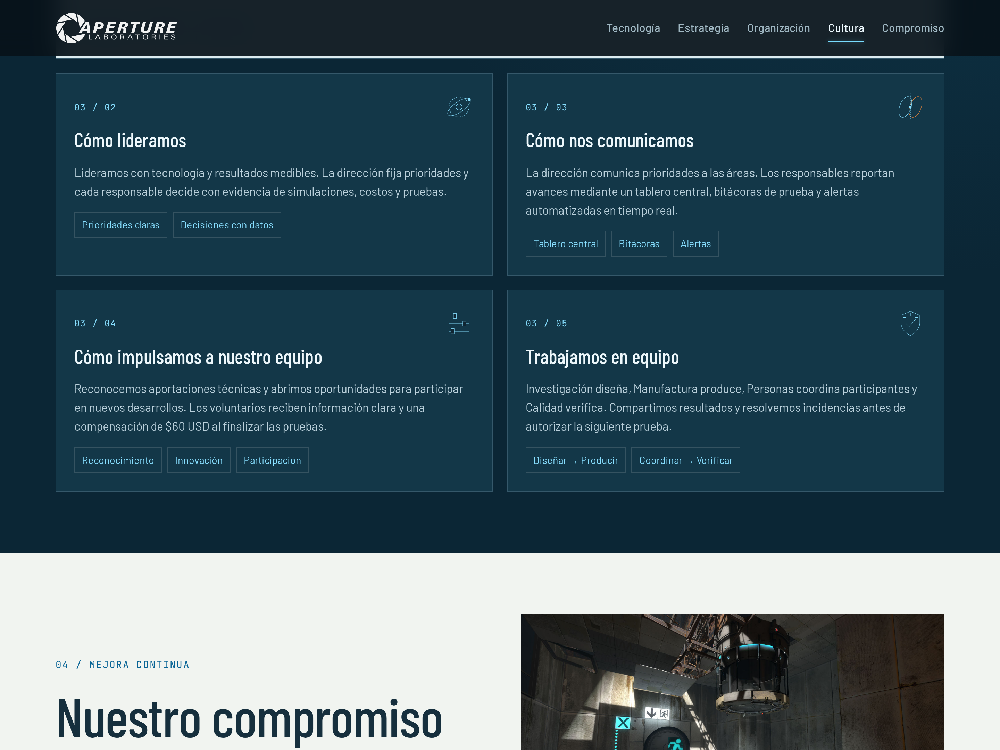 APERTURE
LABORATORIES
Tecnología
Estrategia
Organización
Cultura
Compromiso
03 / 02
Cómo lideramos
Lideramos con tecnología y resultados medibles. La dirección fija prioridades y
cada responsable decide con evidencia de simulaciones, costos y pruebas.
Prioridades claras
Decisiones con datos
03 / 03
Cómo nos comunicamos
La dirección comunica prioridades a las áreas. Los responsables reportan
avances mediante un tablero central, bitácoras de prueba y alertas
automatizadas en tiempo real.
Tablero central
Bitácoras
Alertas
03 / 04
Cómo impulsamos a nuestro equipo
Reconocemos aportaciones técnicas y abrimos oportunidades para participar
en nuevos desarrollos. Los voluntarios reciben información clara y una
compensación de $60 USD al finalizar las pruebas.
Reconocimiento
Innovación
Participación
03 / 05
Trabajamos en equipo
Investigación diseña, Manufactura produce, Personas coordina participantes y
Calidad verifica. Compartimos resultados y resolvemos incidencias antes de
autorizar la siguiente prueba.
Diseñar → Producir
Coordinar → Verificar
04 / MEJORA CONTINUA
Nuestro compromiso